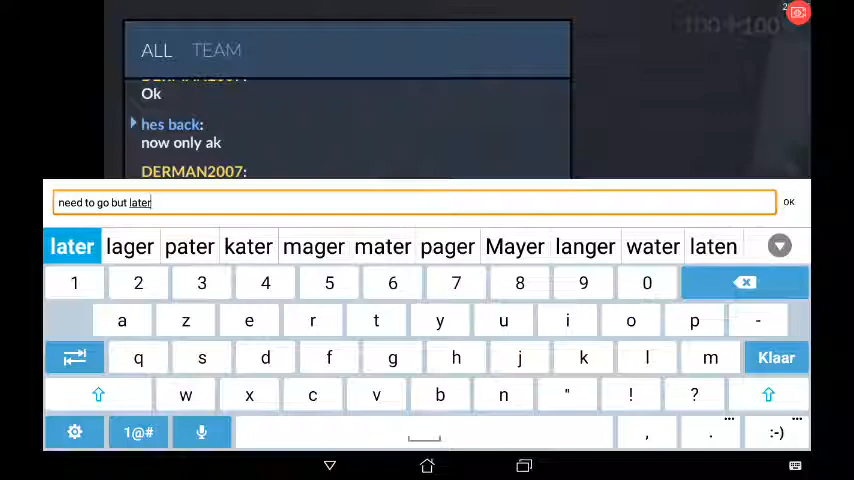 100+100
ALL TEAM
Ok
hes back:
now only ak
DERMAN2007:
need to go but later
OK
later lager pater kater mager mater pager Mayer langer water laten
1 2 3 4 5 6 7 8 9 0
a z e r t y u i o p -
q s d f g h j k l m Klaar
w x c v b n " ! ?
1@# , . :-)